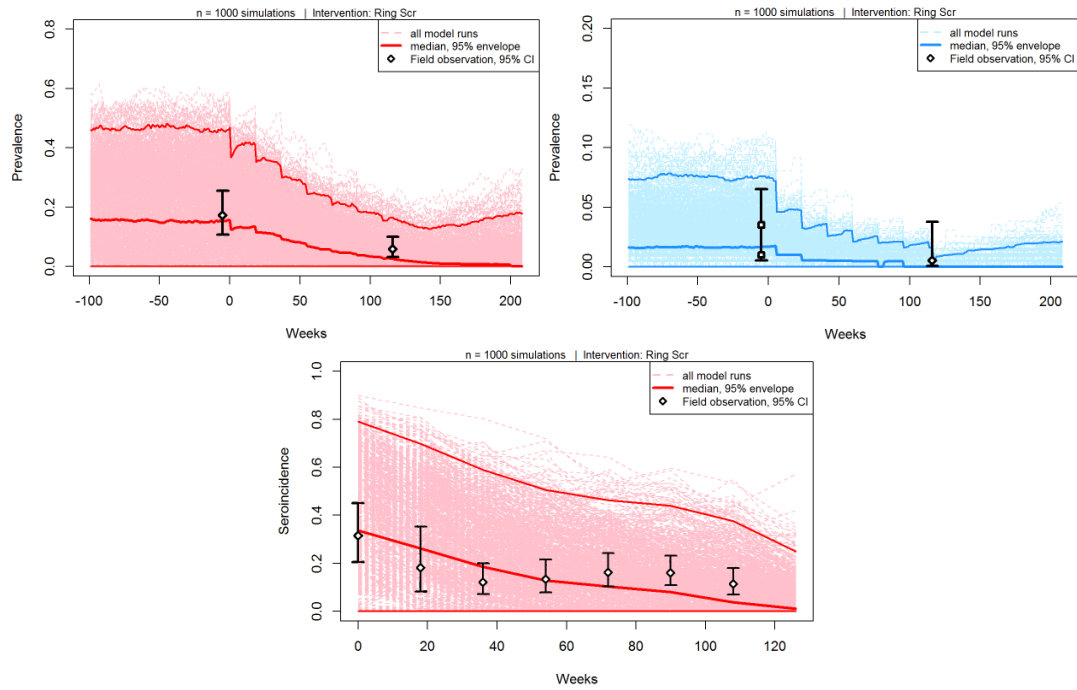 n = 1000 simulations | Intervention: Ring Scr
all model runs
median, 95% envelope
Field observation, 95% CI
Prevalence
0.8
0.6
0.4
0.2
0.0
-100 -50 0 50 100 150 200
Weeks
n = 1000 simulations | Intervention: Ring Scr
all model runs
median, 95% envelope
Field observation, 95% CI
Prevalence
0.20
0.15
0.10
0.05
0.00
-100 -50 0 50 100 150 200
Weeks
n = 1000 simulations | Intervention: Ring Scr
all model runs
median, 95% envelope
Field observation, 95% CI
Seroincidence
1.0
0.8
0.6
0.4
0.2
0.0
0 20 40 60 80 100 120
Weeks